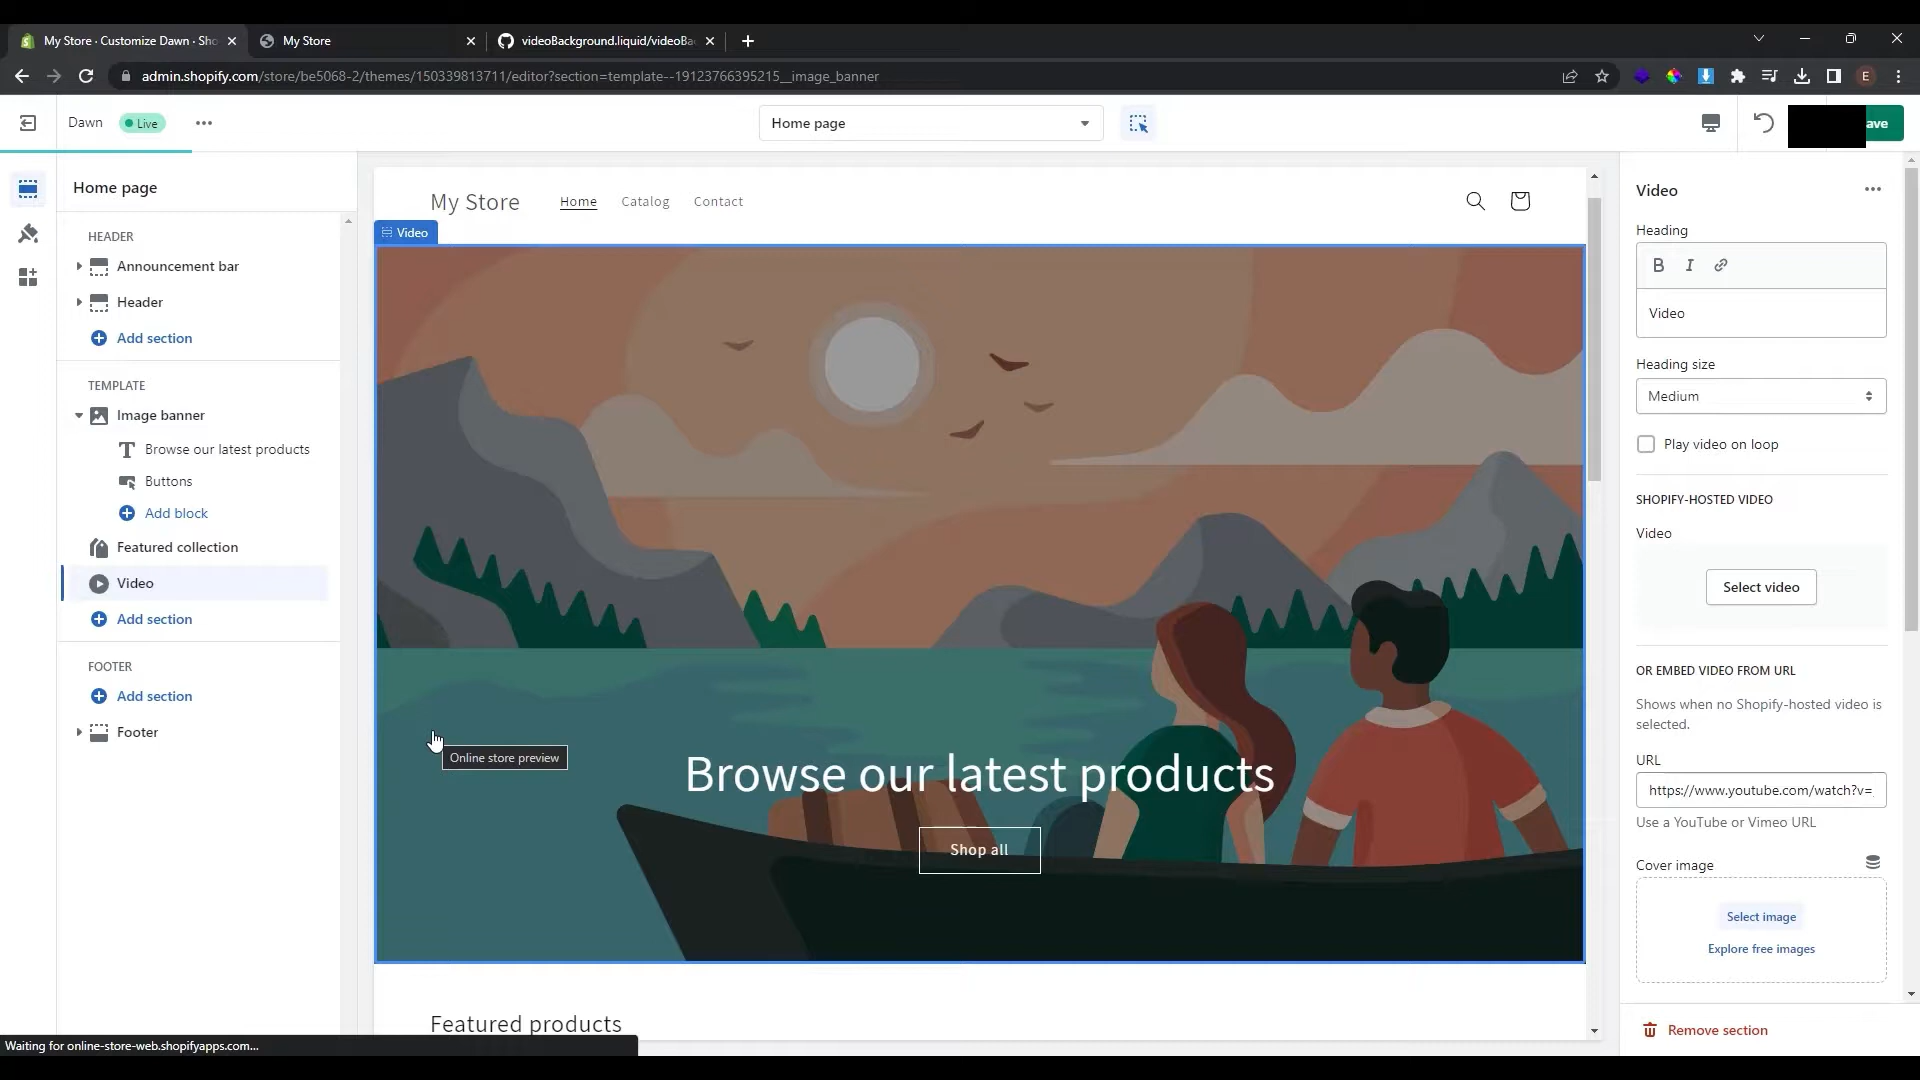 My Store · Customize Dawn · Sho
My Store
videoBackground.liquid/videoBa
admin.shopify.com/store/be5068-2/themes/150339813711/editor?section=template--19123766395215__image_banner
E
Dawn
Live
Home page
ave
Home page
HEADER
Announcement bar
Header
Add section
TEMPLATE
Image banner
Browse our latest products
Buttons
Add block
Featured collection
Video
Add section
FOOTER
Add section
Footer
My Store
Home
Catalog
Contact
Video
Online store preview
Browse our latest products
Shop all
Featured products
Video
Heading
B I
Video
Heading size
Medium
Play video on loop
SHOPIFY-HOSTED VIDEO
Video
Select video
OR EMBED VIDEO FROM URL
Shows when no Shopify-hosted video is
selected.
URL
https://www.youtube.com/watch?v=
Use a YouTube or Vimeo URL
Cover image
Select image
Explore free images
Remove section
Waiting for online-store-web.shopifyapps.com...